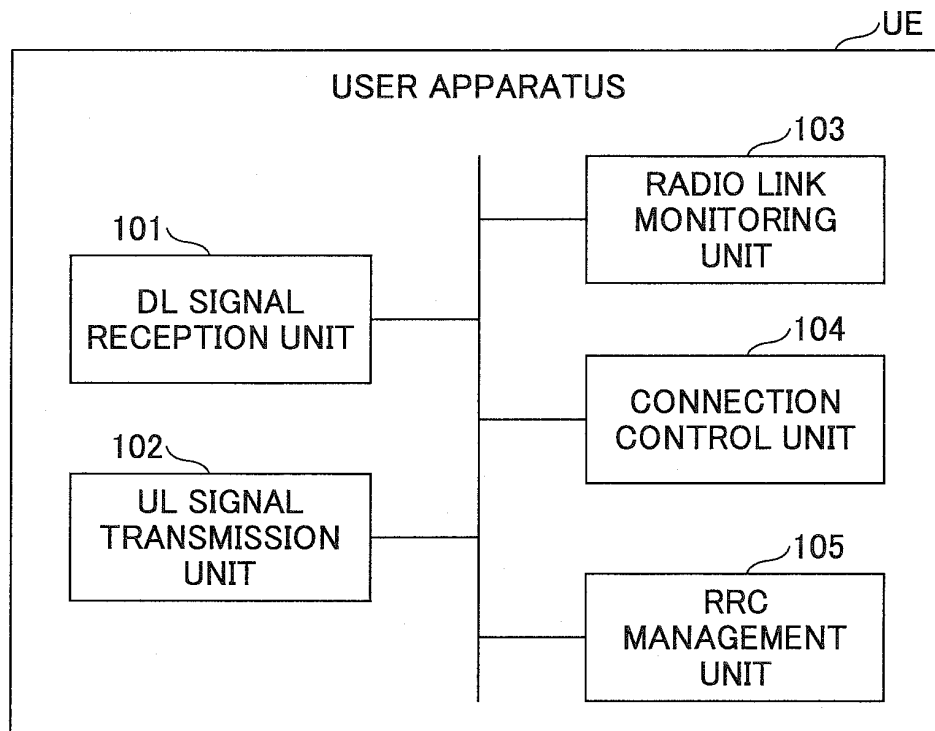 UE
USER APPARATUS
101
DL SIGNAL
RECEPTION UNIT
102
UL SIGNAL
TRANSMISSION
UNIT
103
RADIO LINK
MONITORING
UNIT
104
CONNECTION
CONTROL UNIT
105
RRC
MANAGEMENT
UNIT